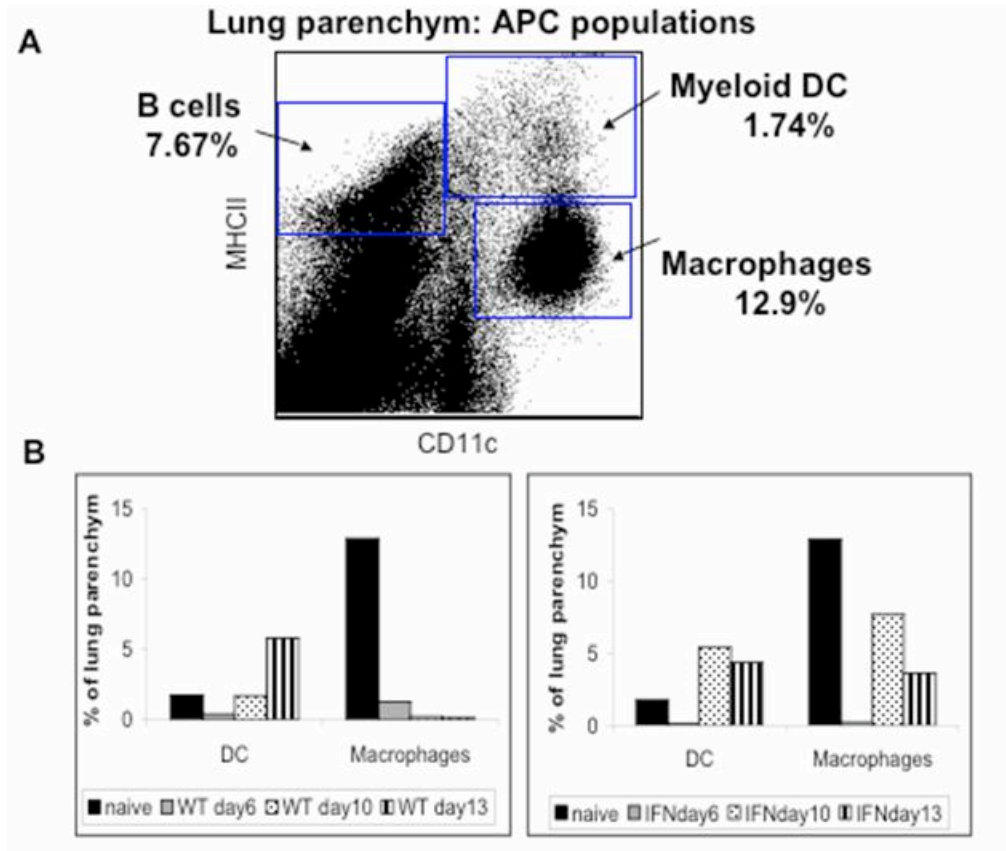 A
Lung parenchym: APC populations
B cells
7.67%
Myeloid DC
1.74%
Macrophages
12.9%
MHCII
CD11c
B
% of lung parenchym
15
10
5
0
DC
Macrophages
naive WT day6 WT day10 WT day13
% of lung parenchym
15
10
5
0
DC
Macrophages
naive IFNday6 IFNday10 IFNday13